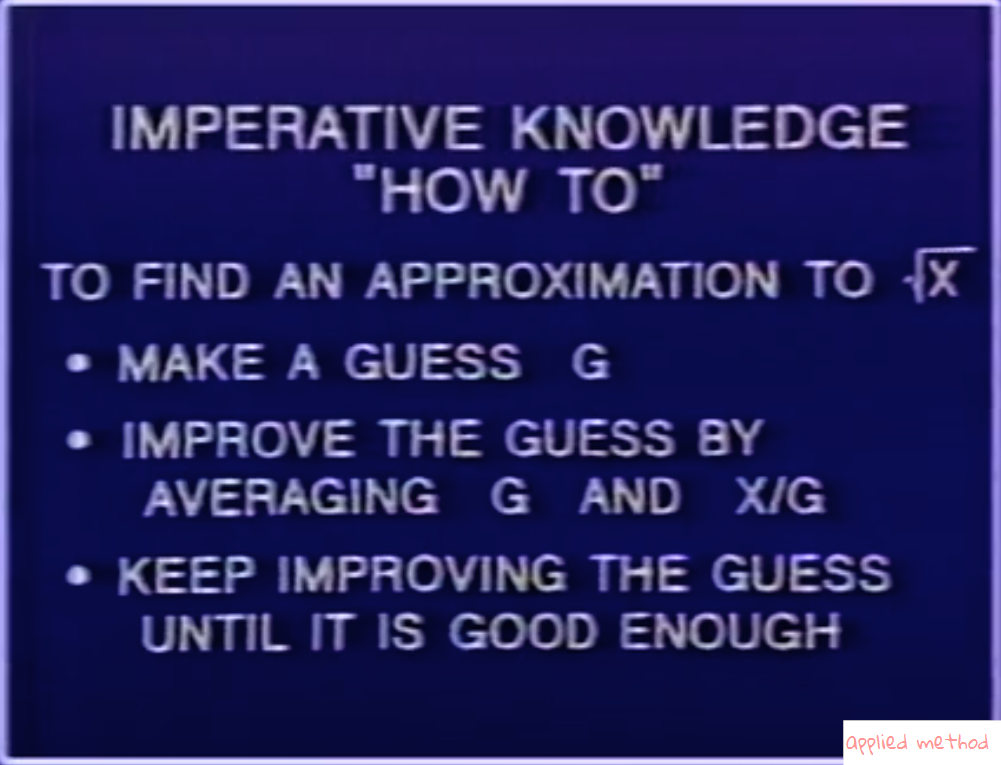 IMPERATIVE KNOWLEDGE
"HOW TO"
TO FIND AN APPROXIMATION TO √X
• MAKE A GUESS G
• IMPROVE THE GUESS BY
AVERAGING G AND X/G
• KEEP IMPROVING THE GUESS
UNTIL IT IS GOOD ENOUGH
applied method